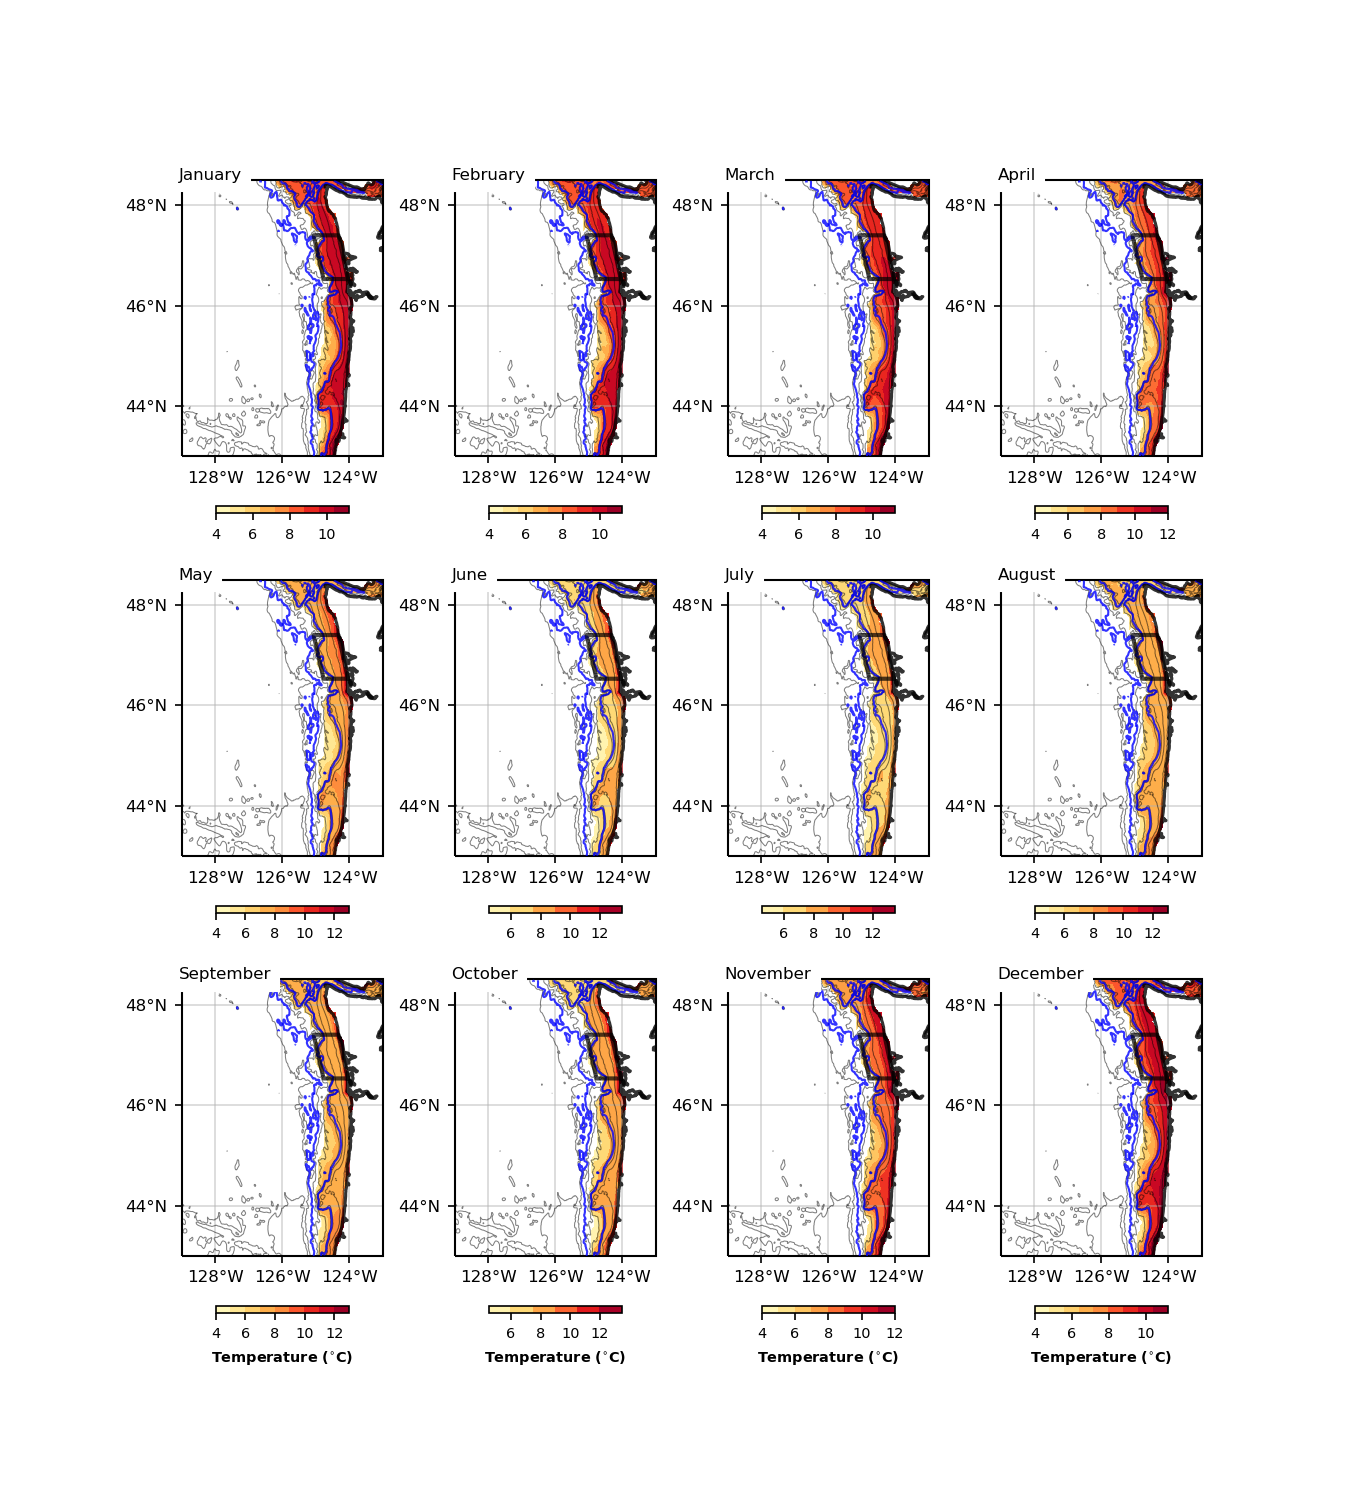 January February March April
48°N 48°N 48°N 48°N
46°N 46°N 46°N 46°N
44°N 44°N 44°N 44°N
128°W 126°W 124°W 128°W 126°W 124°W 128°W 126°W 124°W 128°W 126°W 124°W
4 6 8 10 4 6 8 10 4 6 8 10 4 6 8 10 12
May June July August
48°N 48°N 48°N 48°N
46°N 46°N 46°N 46°N
44°N 44°N 44°N 44°N
128°W 126°W 124°W 128°W 126°W 124°W 128°W 126°W 124°W 128°W 126°W 124°W
4 6 8 10 12 6 8 10 12 6 8 10 12 4 6 8 10 12
September October November December
48°N 48°N 48°N 48°N
46°N 46°N 46°N 46°N
44°N 44°N 44°N 44°N
128°W 126°W 124°W 128°W 126°W 124°W 128°W 126°W 124°W 128°W 126°W 124°W
4 6 8 10 12 6 8 10 12 4 6 8 10 12 4 6 8 10
Temperature (°C) Temperature (°C) Temperature (°C) Temperature (°C)